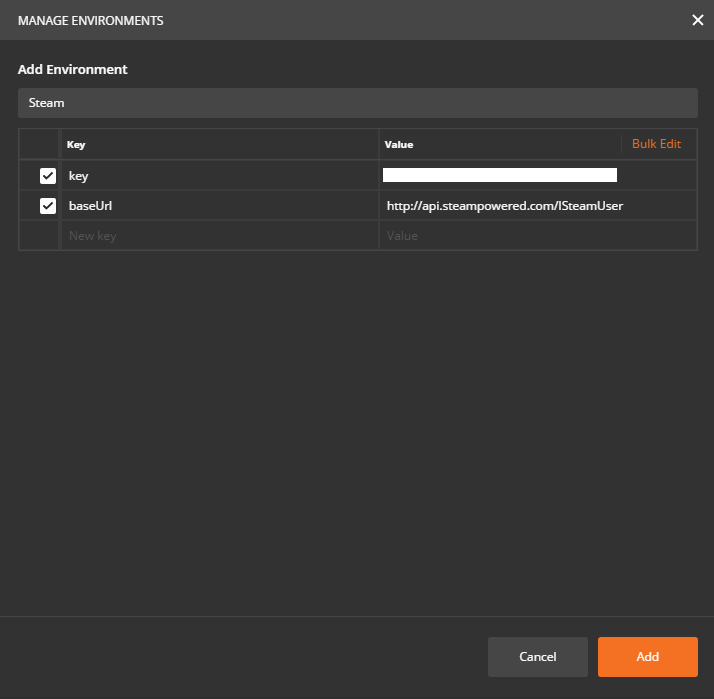 MANAGE ENVIRONMENTS
Add Environment
Steam
Key Value Bulk Edit
key
baseUrl http://api.steampowered.com/ISteamUser
New key Value
Cancel Add